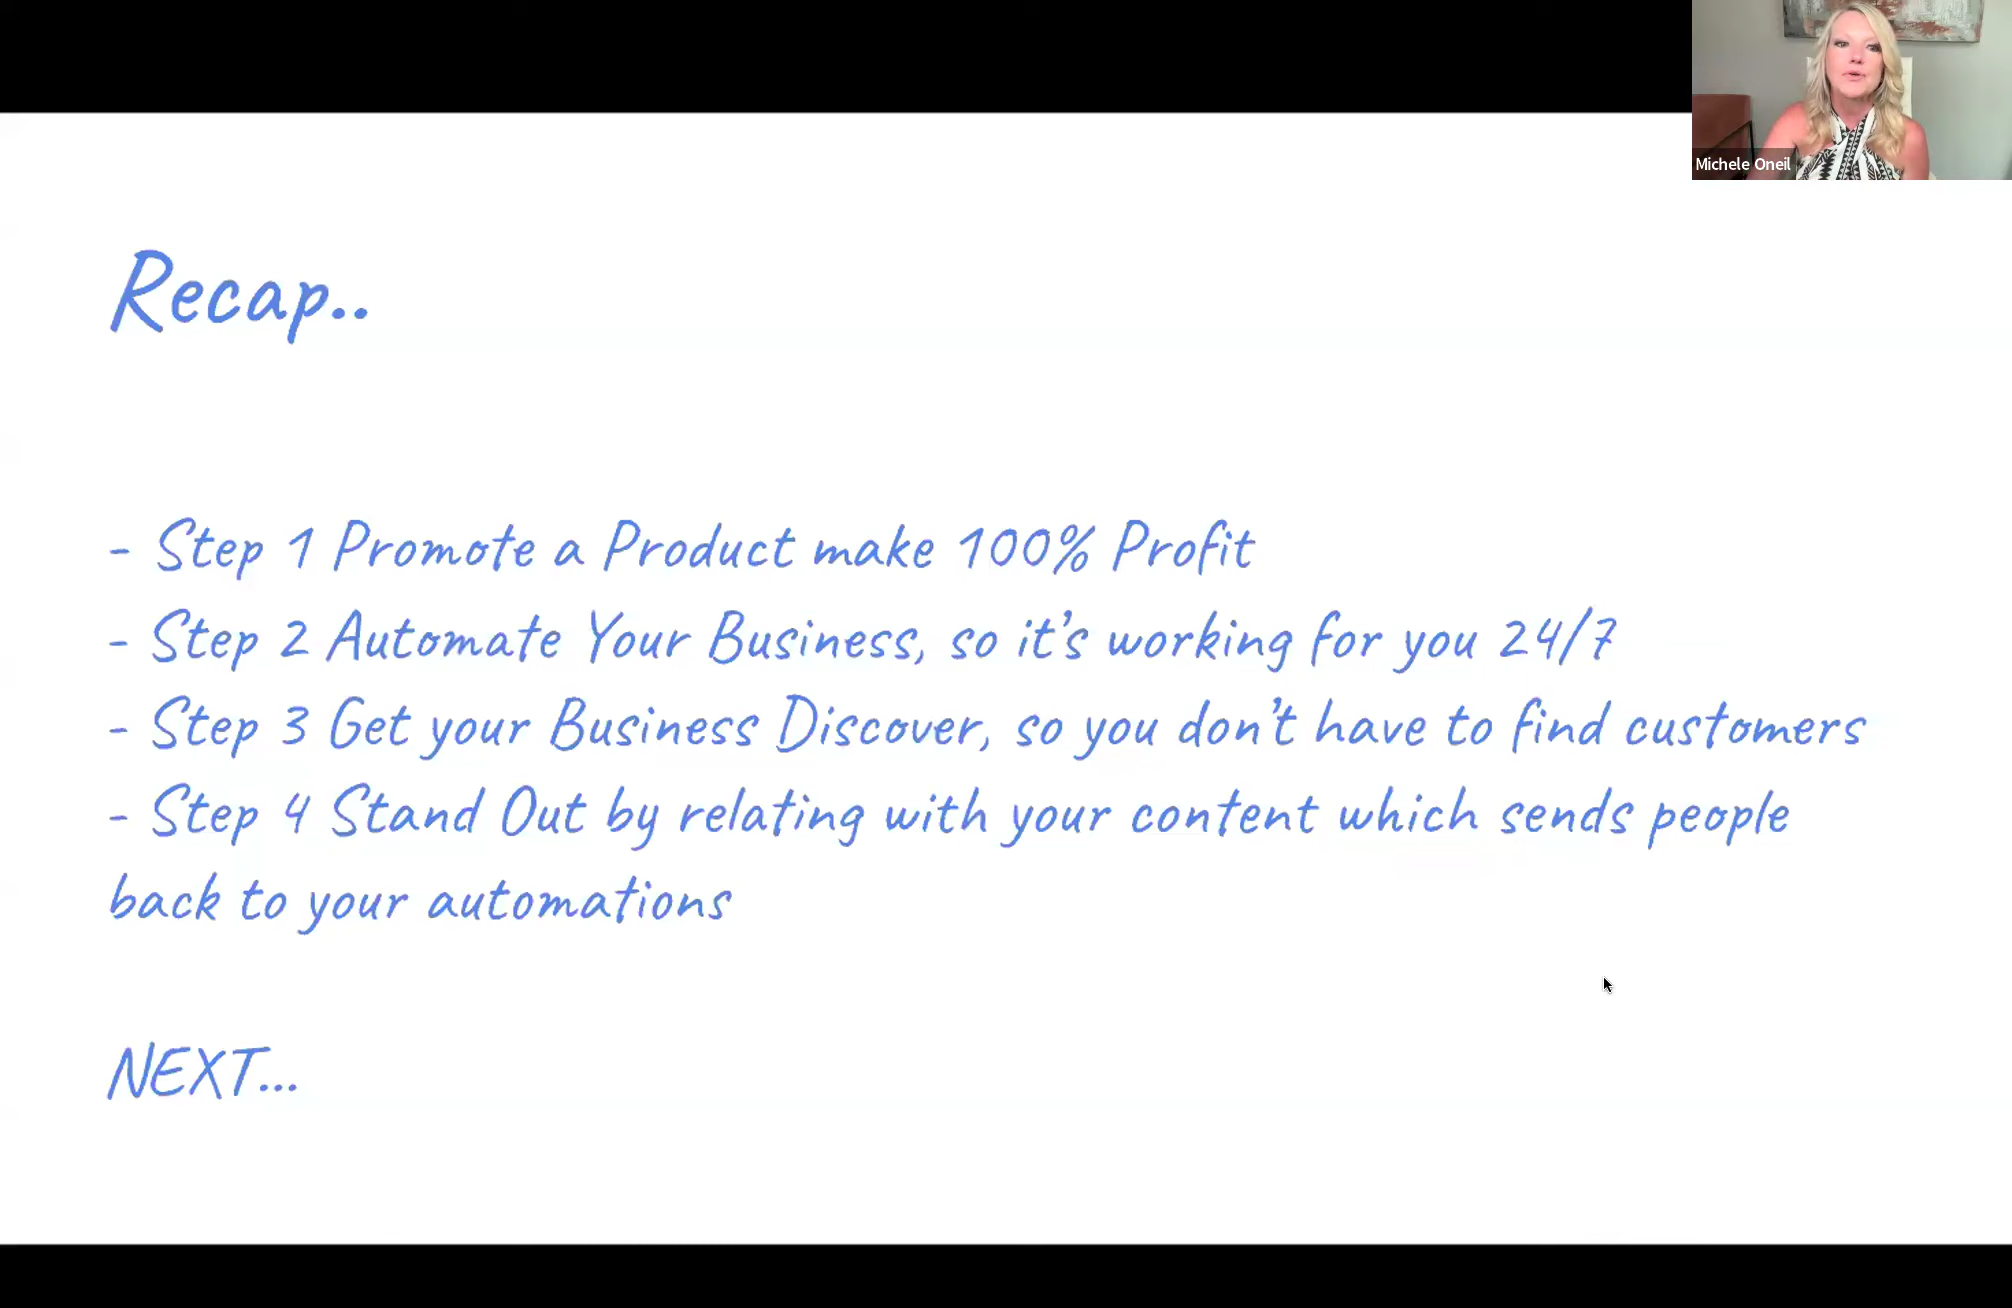 Michele Oneil
Recap..
- Step 1 Promote a Product make 100% Profit
- Step 2 Automate Your Business, so it's working for you 24/7
- Step 3 Get your Business Discover, so you don't have to find customers
- Step 4 Stand Out by relating with your content which sends people
back to your automations
NEXT...